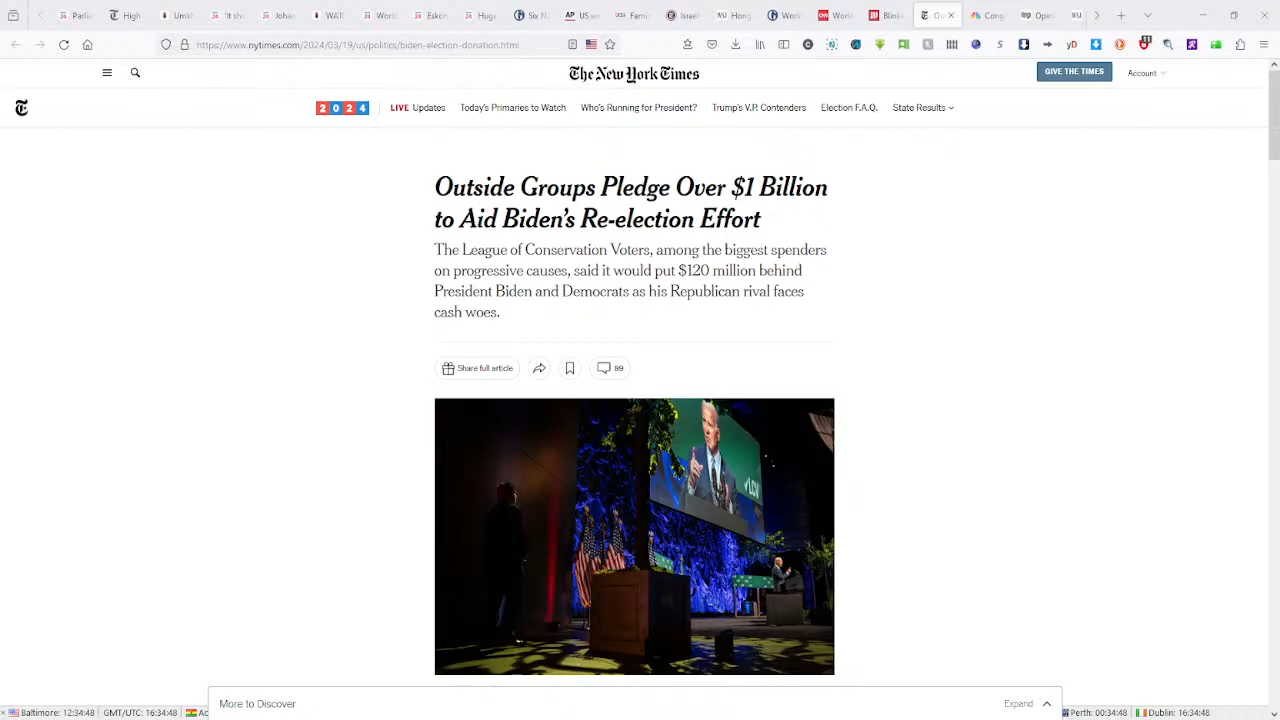 https://www.nytimes.com/2024/03/19/us/politics/biden-election-donation.html
The New York Times
GIVE THE TIMES
Account
2024
LIVE Updates
Today's Primaries to Watch
Who's Running for President?
Trump's V.P. Contenders
Election F.A.Q.
State Results
Outside Groups Pledge Over $1 Billion
to Aid Biden's Re-election Effort
The League of Conservation Voters, among the biggest spenders
on progressive causes, said it would put $120 million behind
President Biden and Democrats as his Republican rival faces
cash woes.
Share full article
89
LCV
More to Discover
Expand
Baltimore: 12:34:48
GMT/UTC: 16:34:48
Perth: 00:34:48
Dublin: 16:34:48